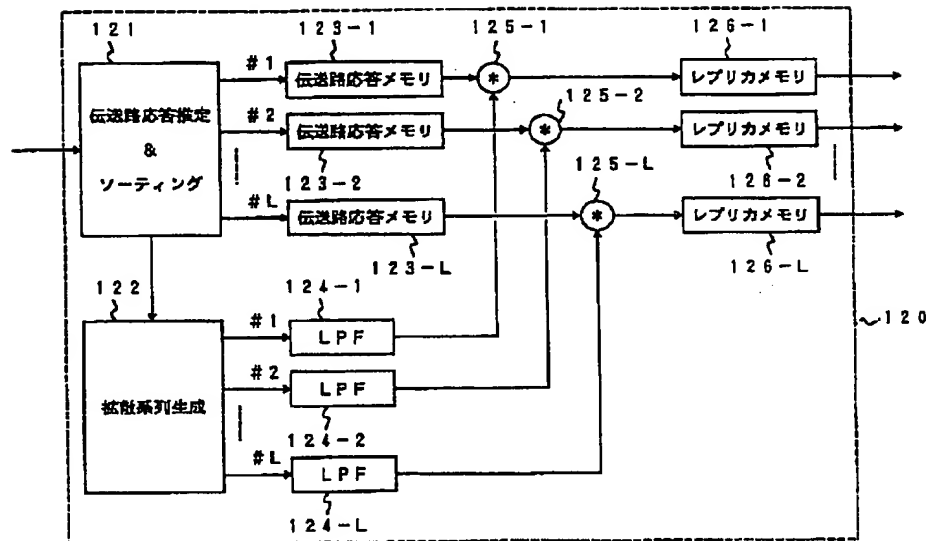 121
123-1
125-1
126-1
#1
伝送路応答メモリ
*
レプリカメモリ
伝送路応答推定
&
ソーティング
#2
伝送路応答メモリ
*
125-2
レプリカメモリ
123-2
125-L
126-2
#L
伝送路応答メモリ
*
レプリカメモリ
123-L
126-L
122
124-1
120
#1
LPF
拡散系列生成
#2
LPF
124-2
#L
LPF
124-L